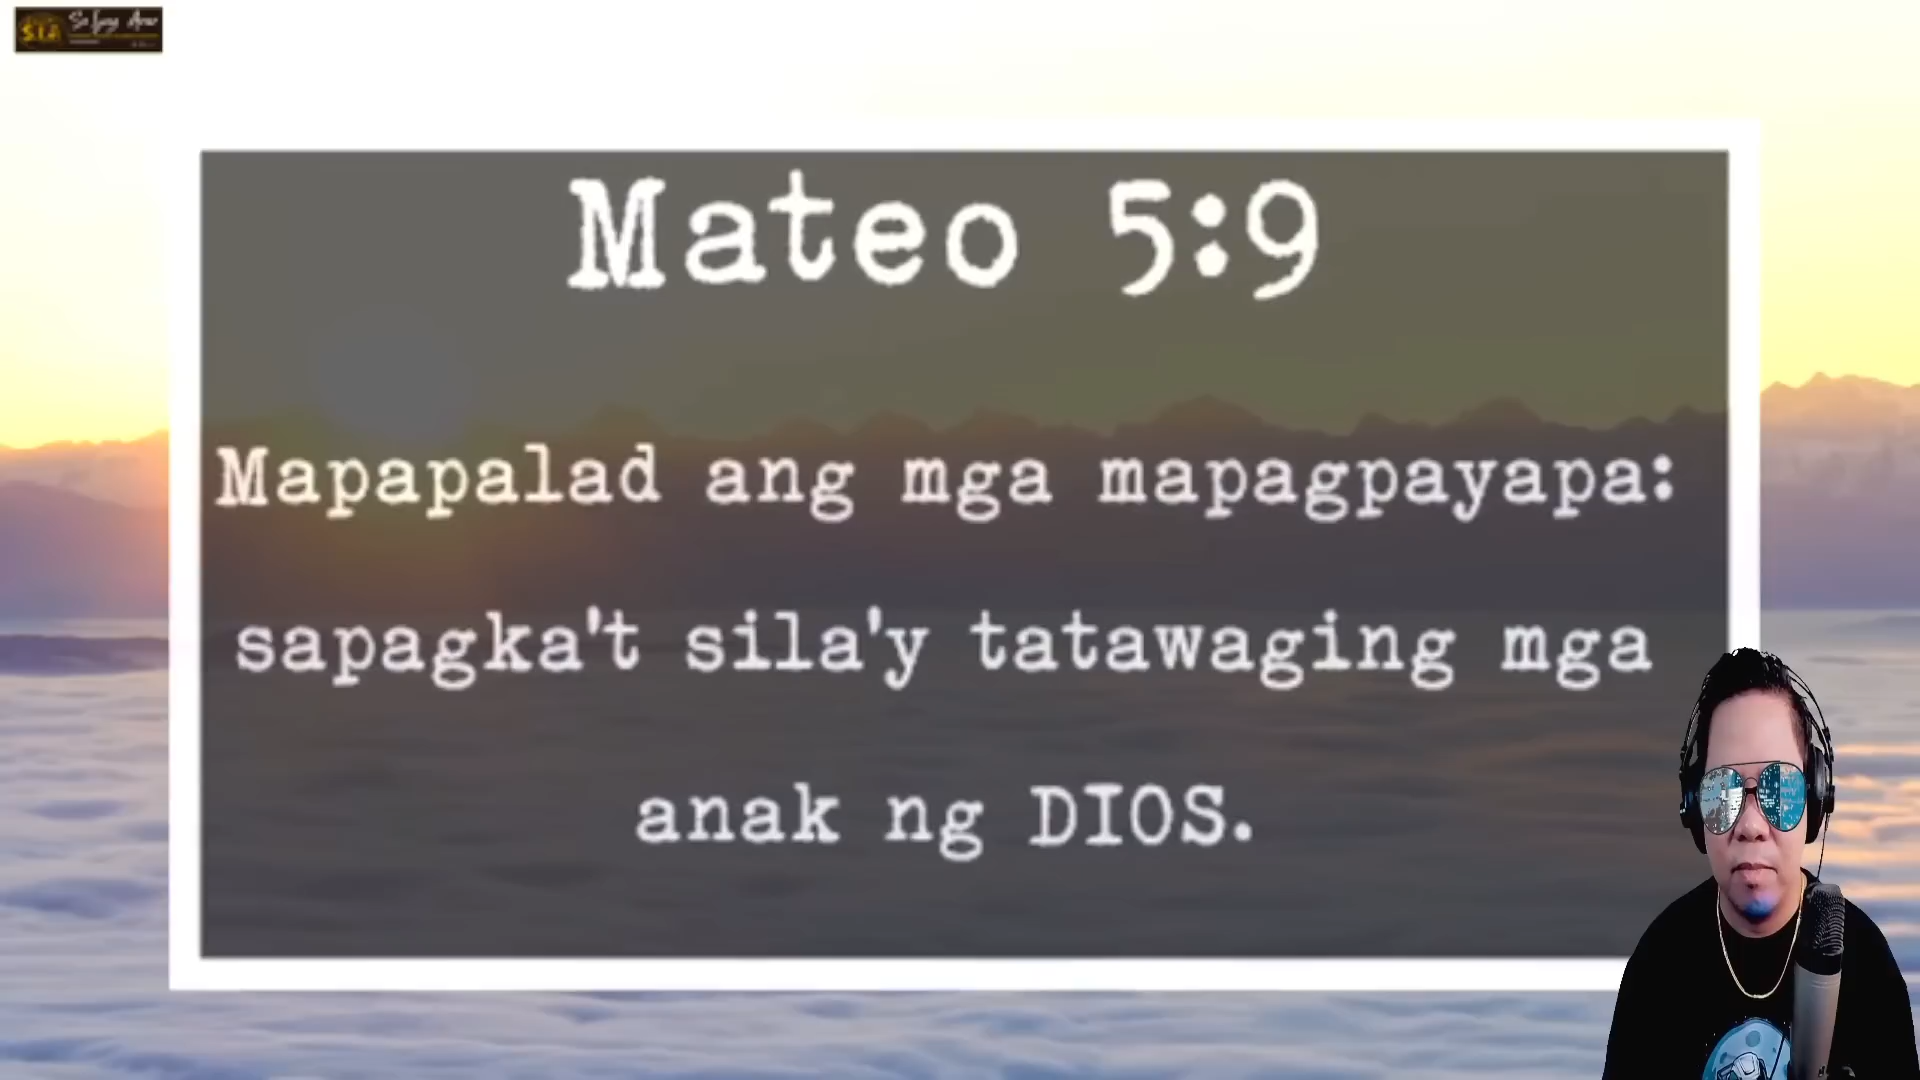 S.I.A
Mateo 5:9
Mapapalad ang mga mapagpayapa:
sapagka't sila'y tatawaging mga
anak ng DIOS.